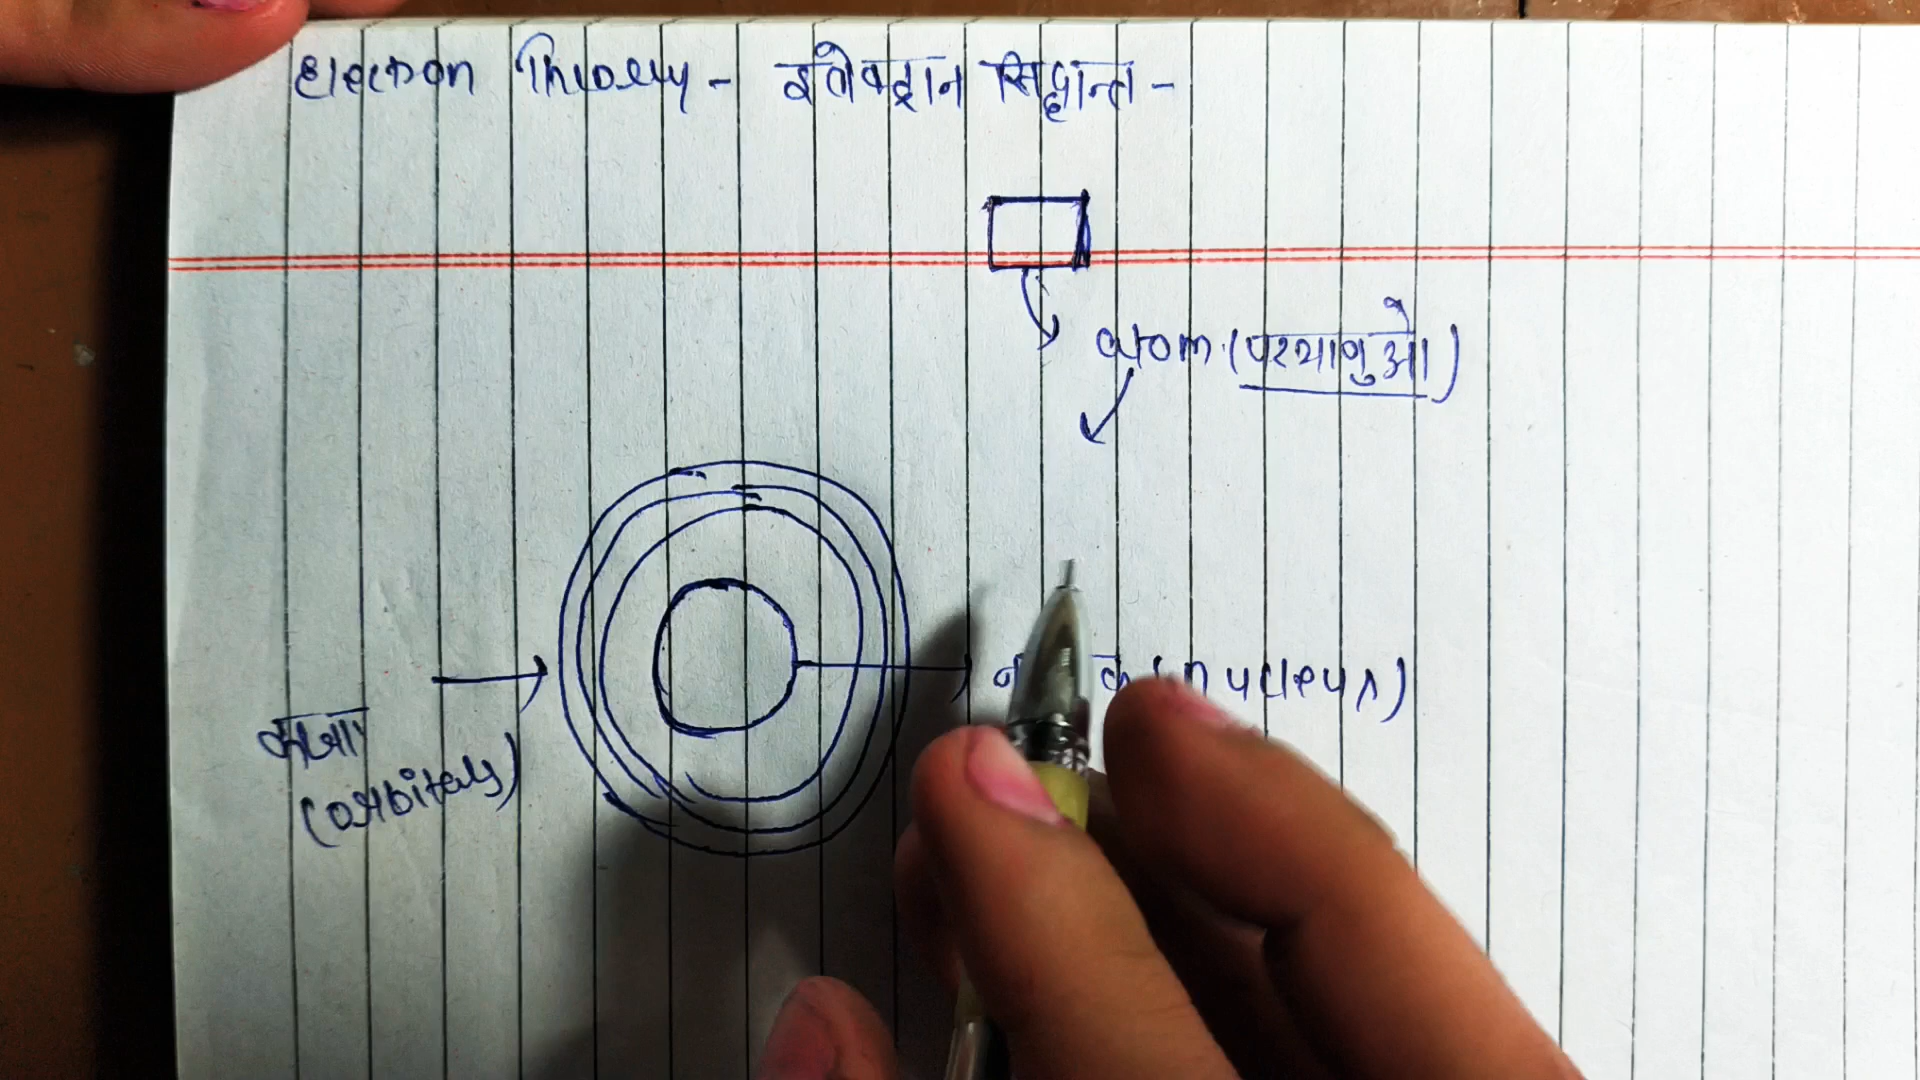 Electron Theory - इलेक्ट्रान सिद्धान्त -
atom (परमाणुओं)
(nucleus)
कक्षा
(orbitals)